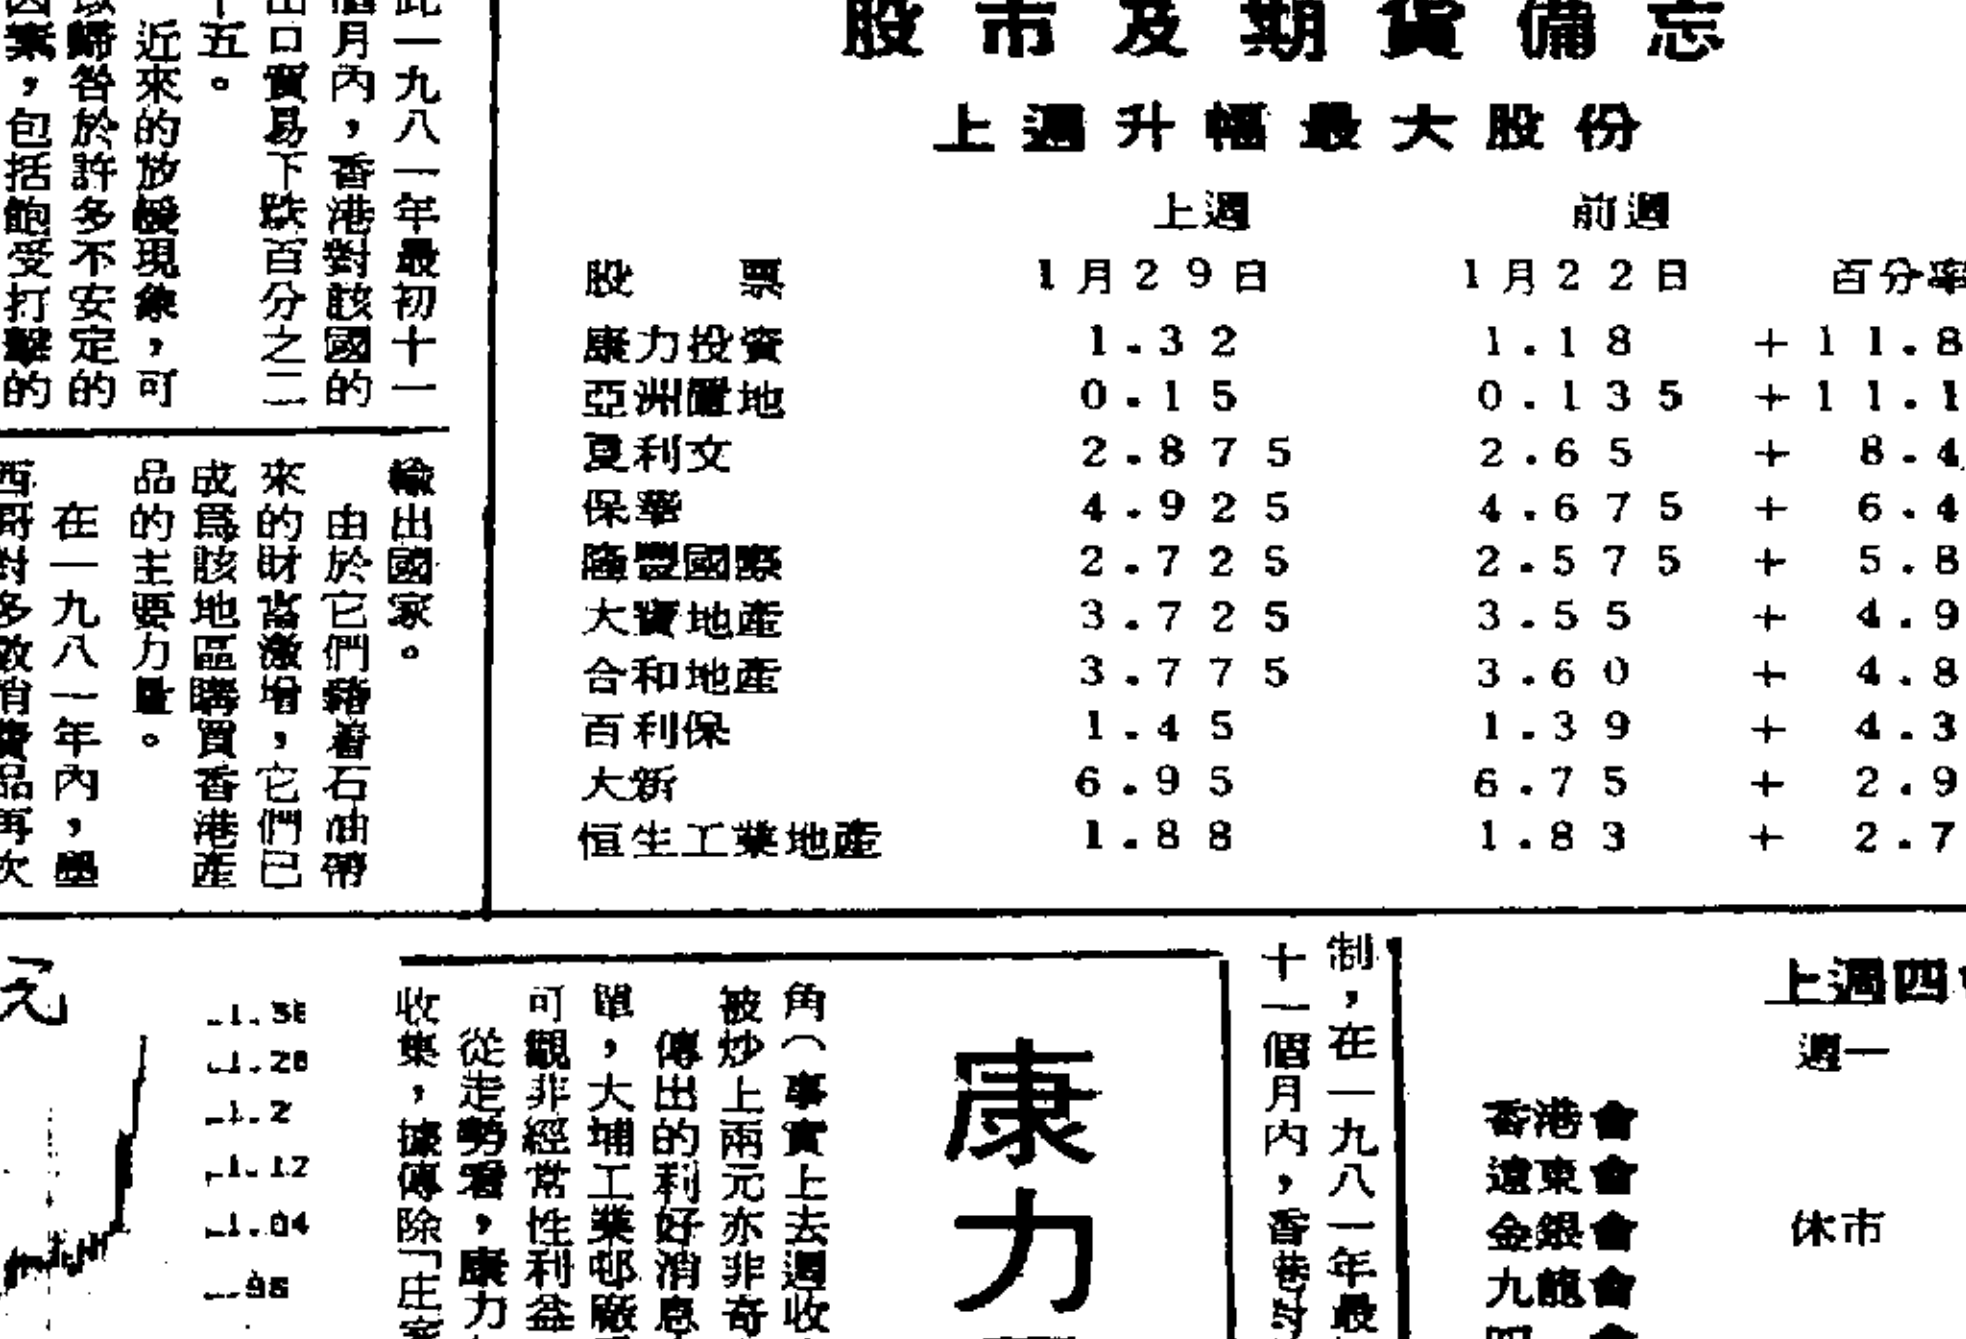 股市及期貨備忘
上週升幅最大股份
上週 前週
股票 1月29日 1月22日 百分率
康力投資 1.32 1.18 +11.8
亞洲置地 0.15 0.135 +11.1
夏利文 2.875 2.65 + 8.4
保華 4.925 4.675 + 6.4
隆豐國際 2.725 2.575 + 5.8
大寶地產 3.725 3.55 + 4.9
合和地產 3.775 3.60 + 4.8
百利保 1.45 1.39 + 4.3
大新 6.95 6.75 + 2.9
恒生工業地產 1.88 1.83 + 2.7
此一九八一年最初十一
個月內,香港對該國的
出口貿易下跌百分之二
十五。
近來的放緩現象,可
該歸咎於許多不安定的
因素,包括飽受打擊的
輸出國家。
由於它們藉着石油帶
來的財富激增,它們已
成爲該地區購買香港產
品的主要力量。
在一九八一年內,墨
西哥對多數消費品再次
元
1.28
1.2
1.12
1.04
.96
康力
角(事實上去週收
被炒上兩元亦非奇
傳出的利好消息
單,大埔工業邨廠
可觀非經常性利益
從走勢看,康力
收集,據傳除「庄家
制,在一九八一年最
十一個月內,香港對
上週四
週一
香港會
遠東會
金銀會 休市
九龍會